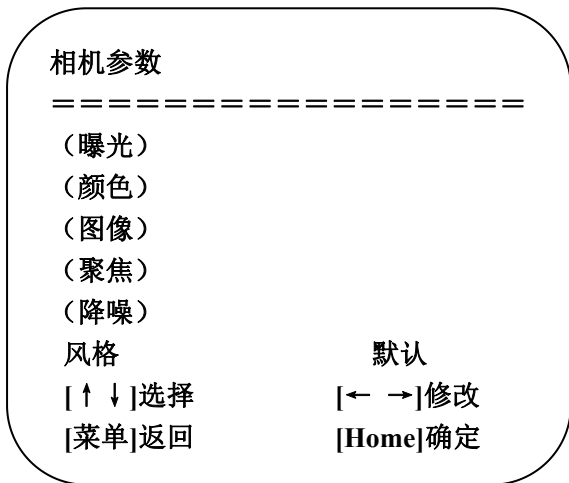 相机参数
=================
（曝光）
（颜色）
（图像）
（聚焦）
（降噪）
风格 默认
[↑↓]选择 [← →]修改
[菜单]返回 [Home]确定